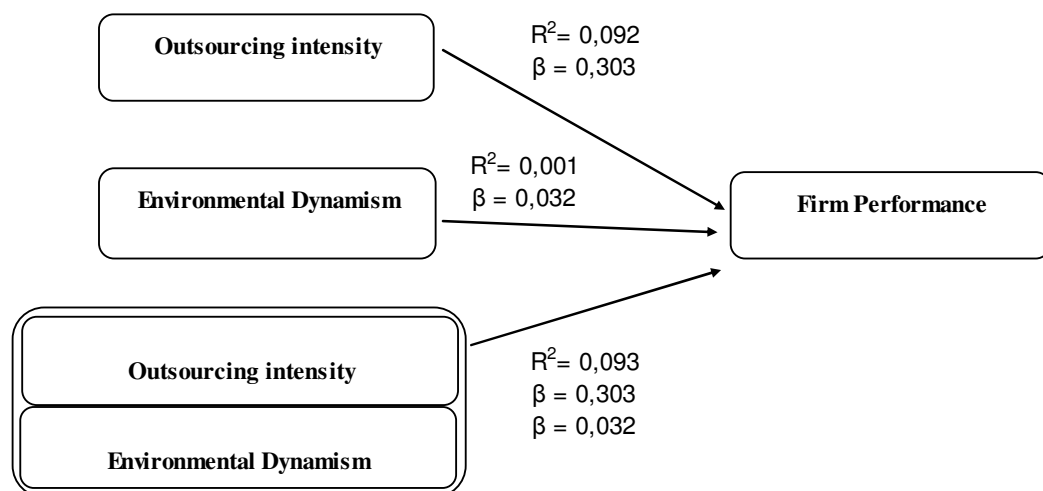 Outsourcing intensity
R²= 0,092
β = 0,303
Environmental Dynamism
R²= 0,001
β = 0,032
Firm Performance
Outsourcing intensity
Environmental Dynamism
R²= 0,093
β = 0,303
β = 0,032